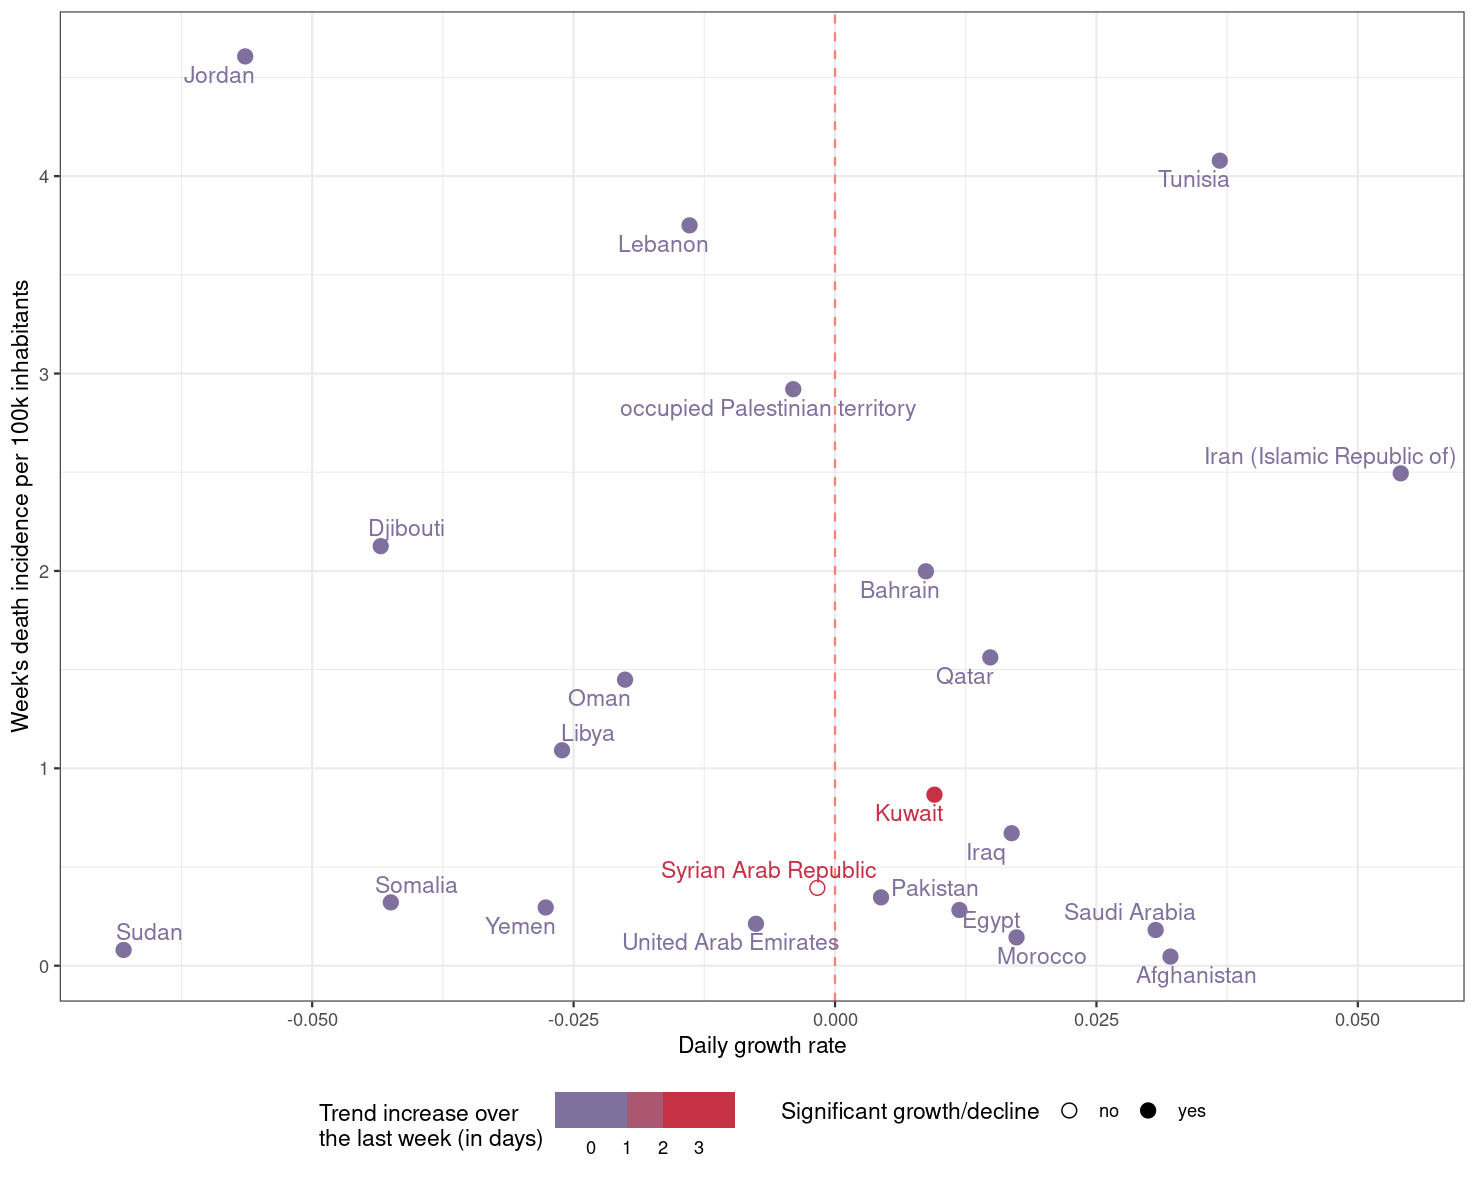 Jordan
Tunisia
Lebanon
occupied Palestinian territory
Iran (Islamic Republic of)
Djibouti
Bahrain
Qatar
Oman
Libya
Kuwait
Iraq
Syrian Arab Republic
Somalia
Pakistan
Yemen
Egypt
Saudi Arabia
Sudan
United Arab Emirates
Morocco
Afghanistan
4
3
2
1
0
Week's death incidence per 100k inhabitants
-0.050 -0.025 0.000 0.025 0.050
Daily growth rate
Trend increase over
the last week (in days)
0 1 2 3
Significant growth/decline no yes